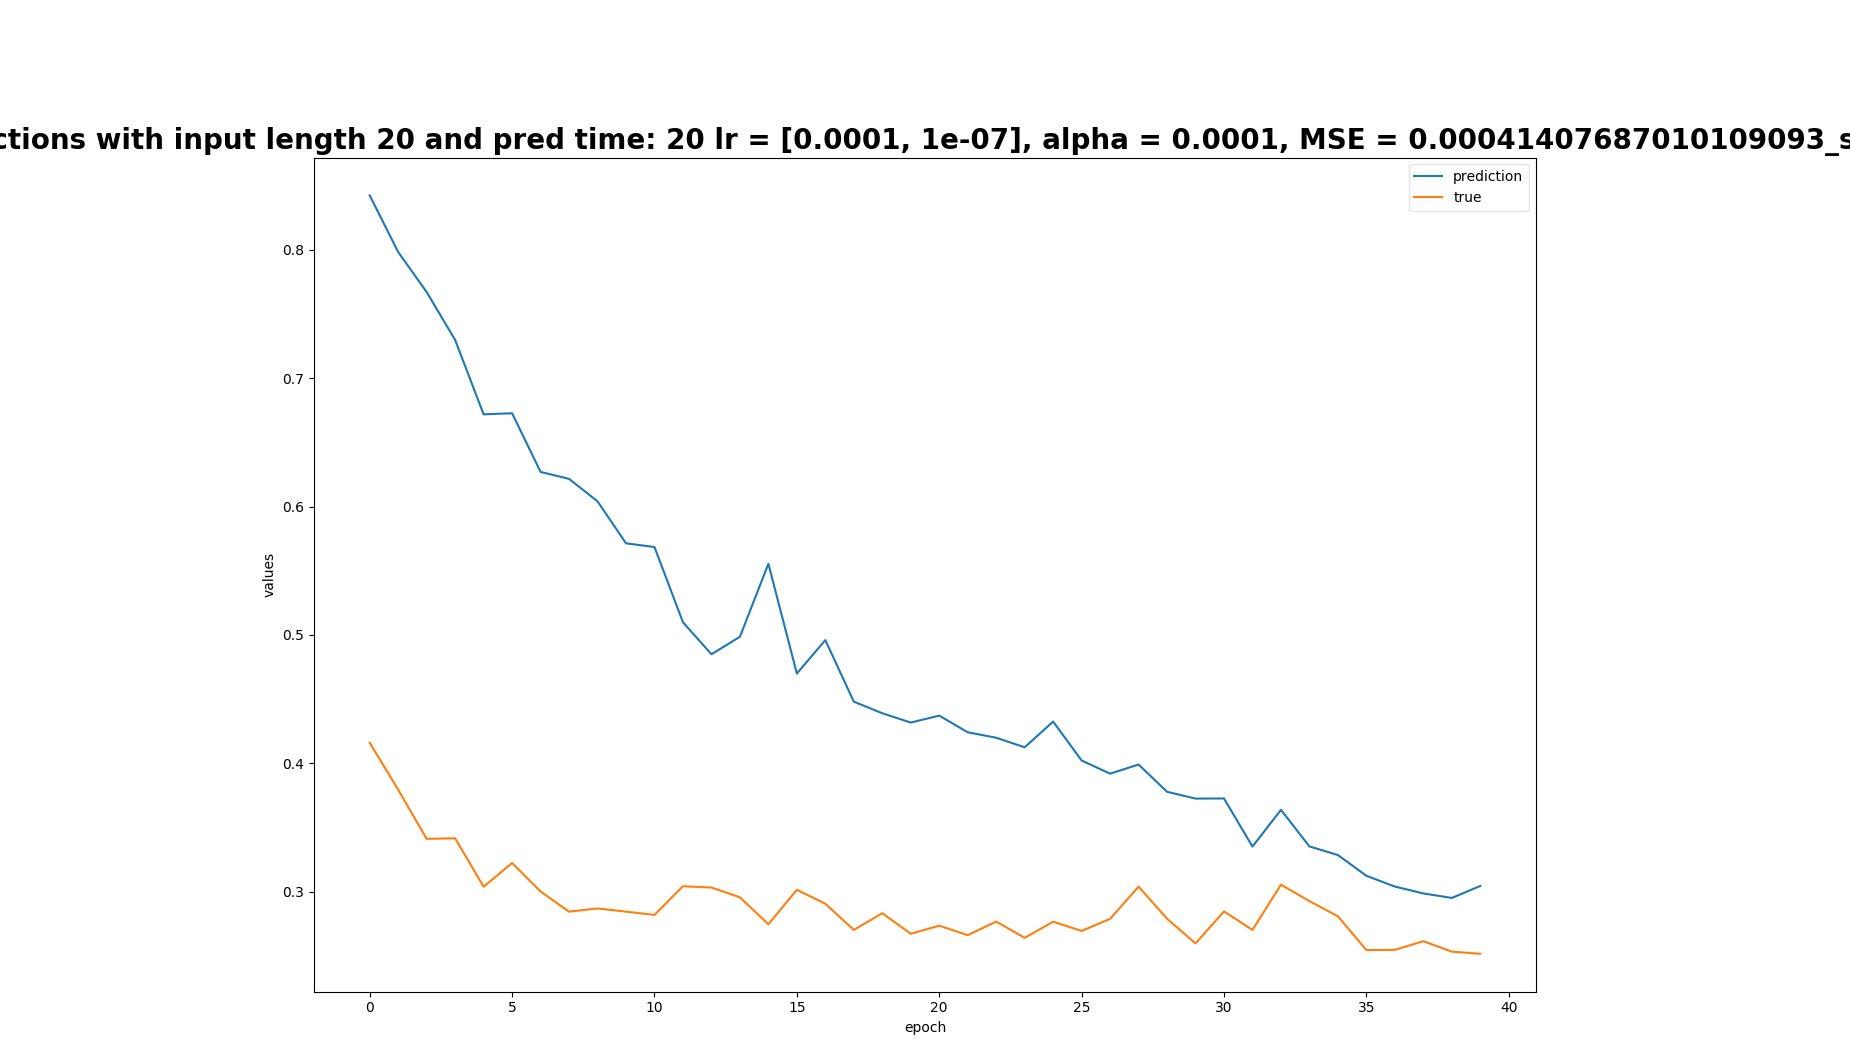 ctions with input length 20 and pred time: 20 lr = [0.0001, 1e-07], alpha = 0.0001, MSE = 0.00041407687010109093_s
prediction
true
0.8
0.7
0.6
0.5
0.4
0.3
values
0 5 10 15 20 25 30 35 40
epoch